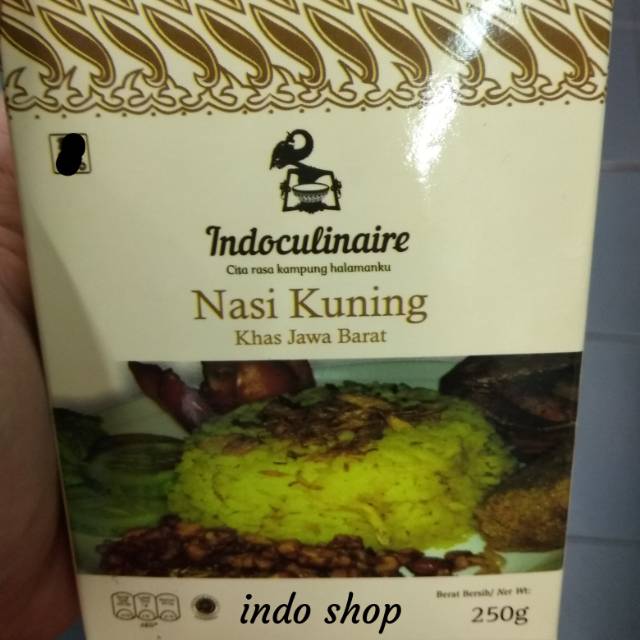 Indoculinaire
Cita rasa kampung halamanku
Nasi Kuning
Khas Jawa Barat
Berat Bersih/ Net Wt:
250g
indo shop